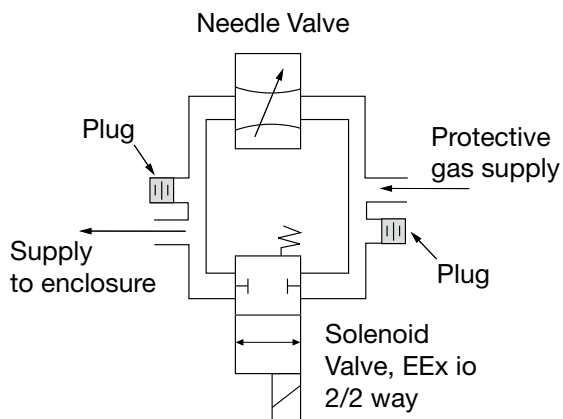 Needle Valve
Plug
Protective
gas supply
Supply
to enclosure
Plug
Solenoid
Valve, EEx io
2/2 way